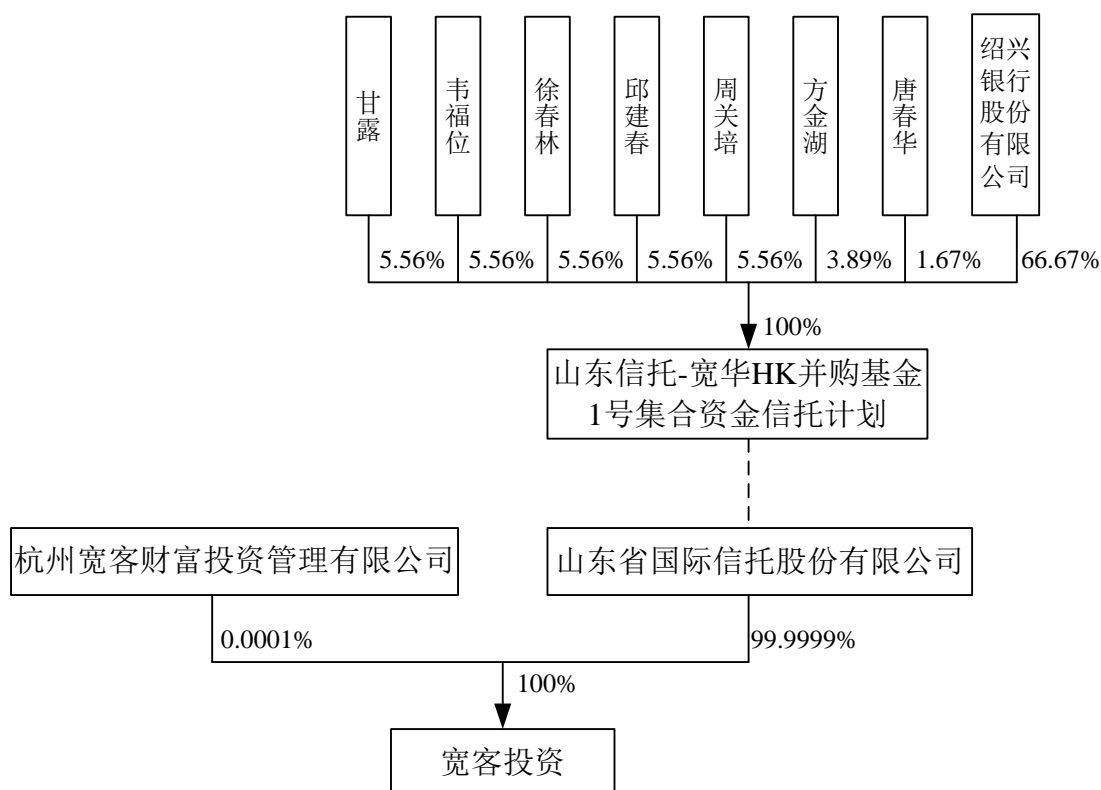 甘露
韦福位
徐春林
邱建春
周关培
方金湖
唐春华
绍兴
银行
股份
有限
公司
5.56%
5.56%
5.56%
5.56%
5.56%
3.89%
1.67%
66.67%
100%
山东信托-宽华HK并购基金
1号集合资金信托计划
杭州宽客财富投资管理有限公司
山东省国际信托股份有限公司
0.0001%
99.9999%
100%
宽客投资